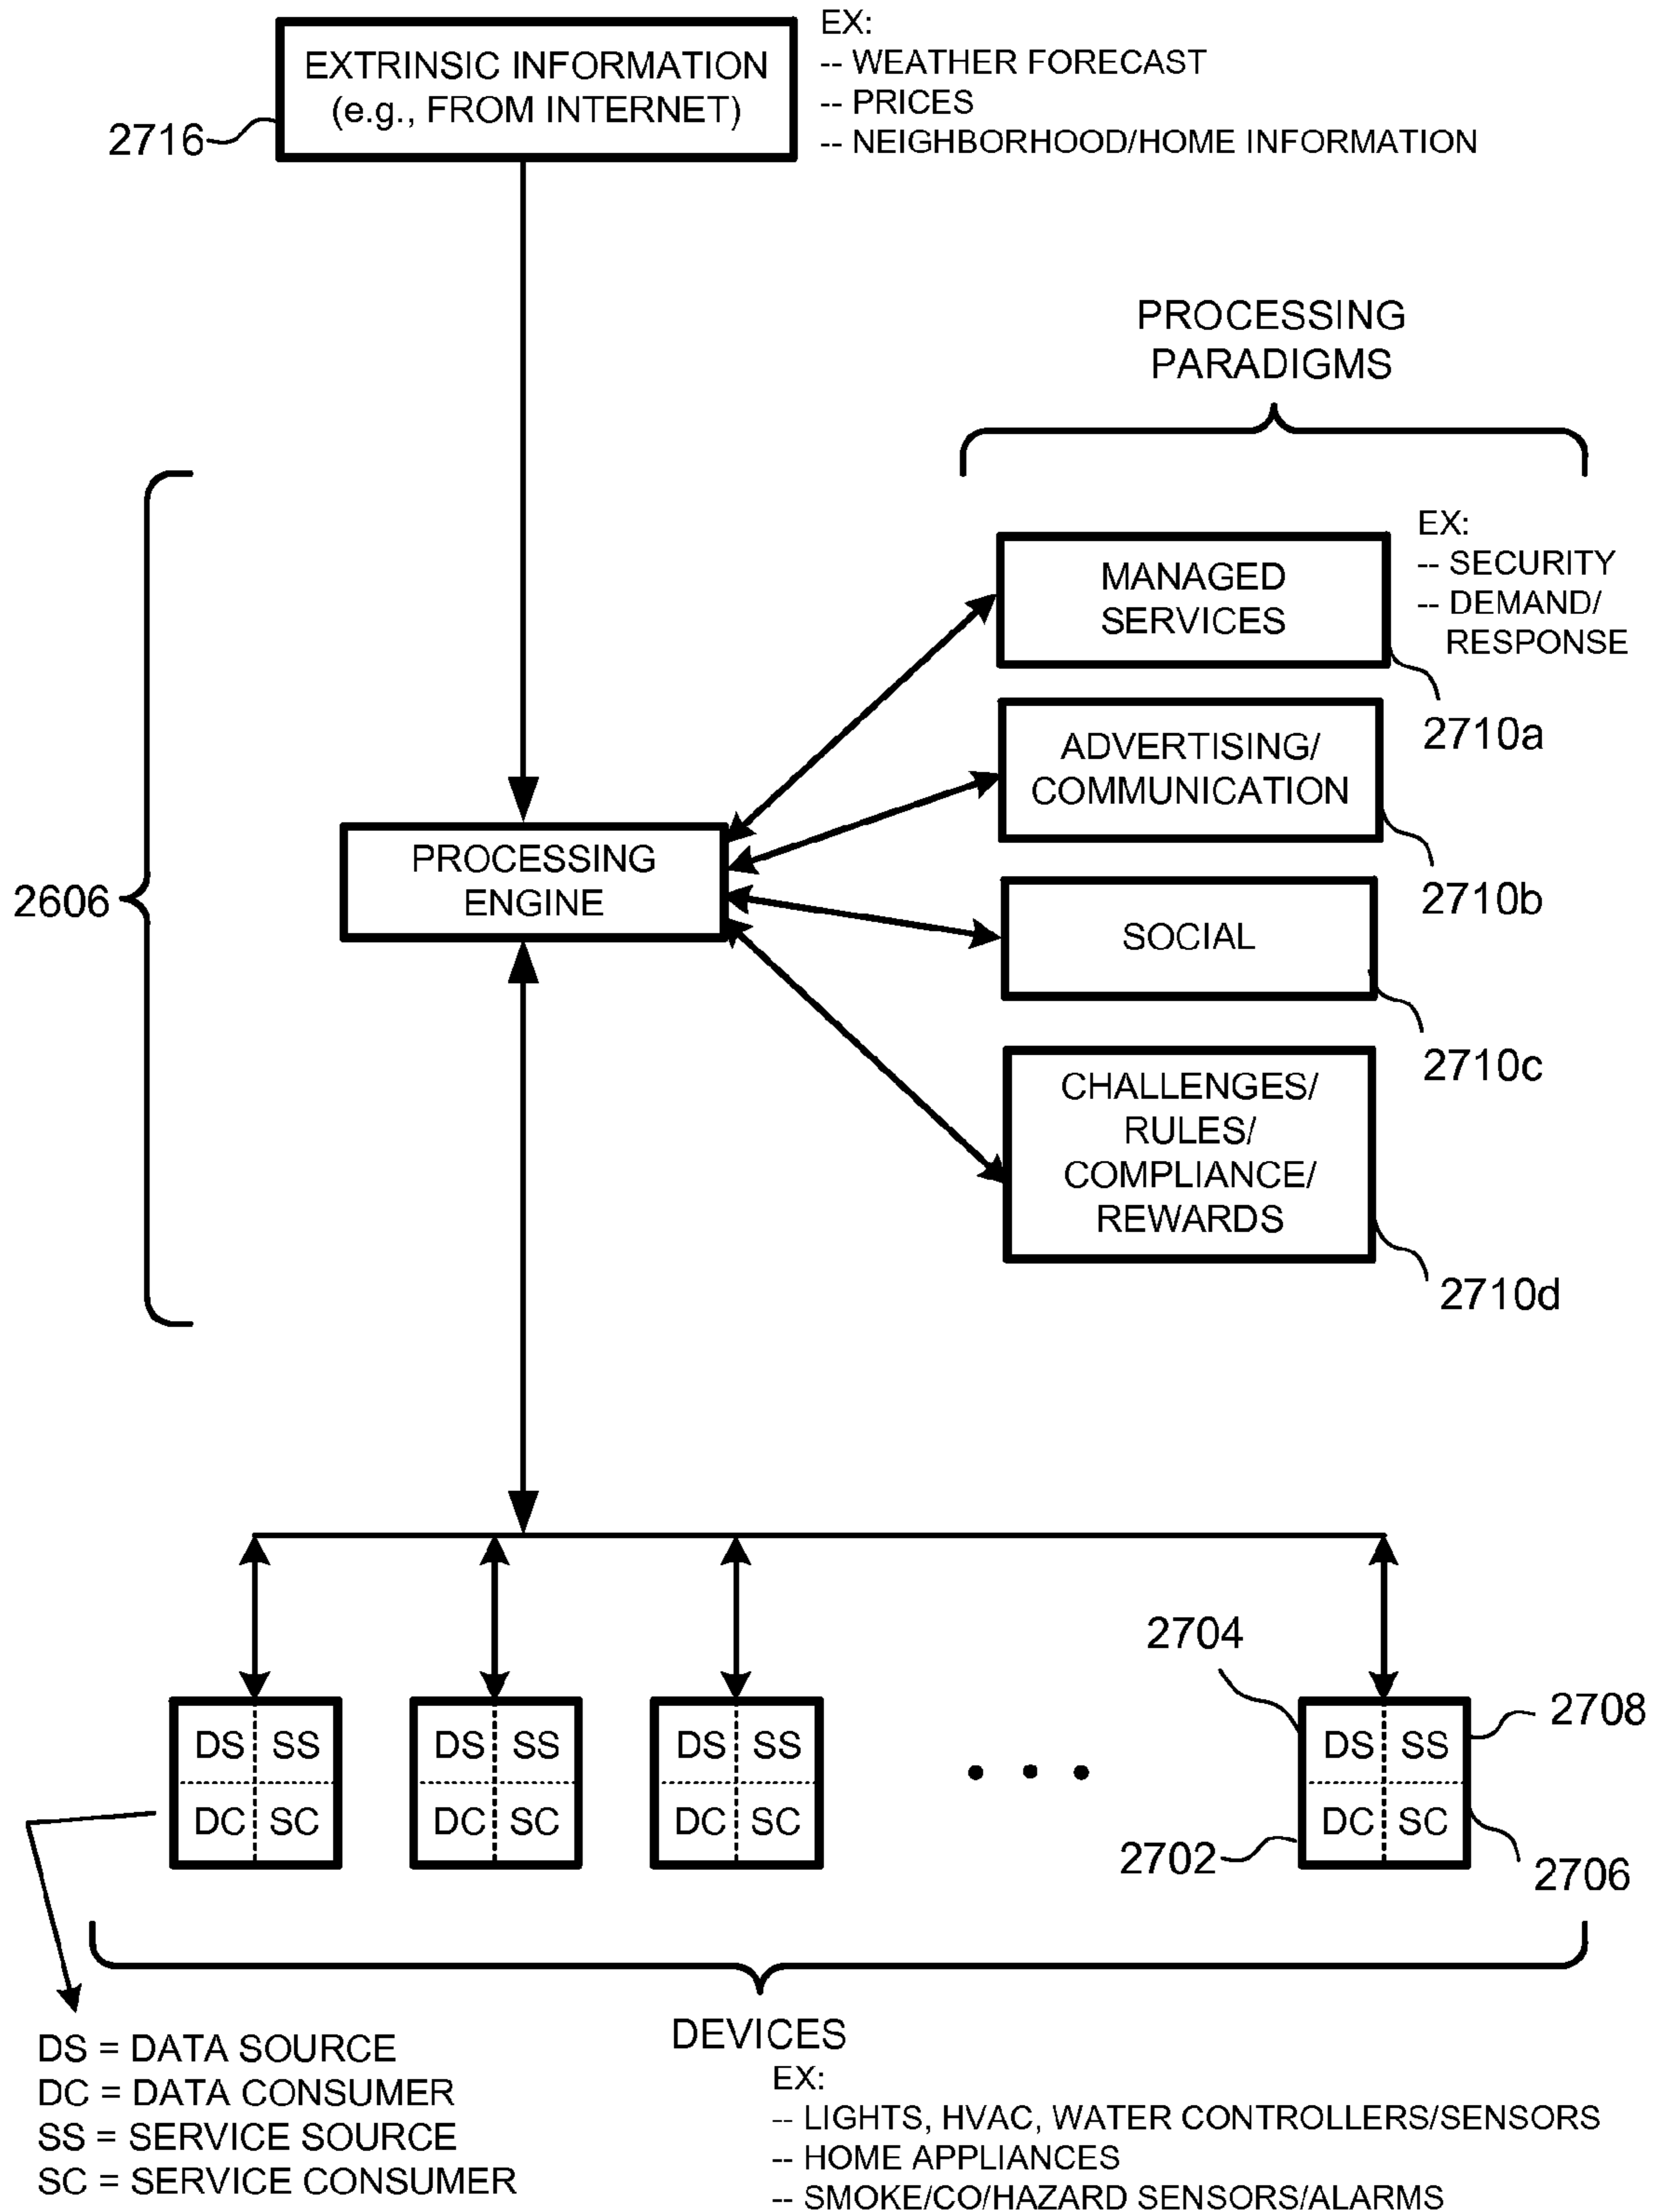 EXTRINSIC INFORMATION
(e.g., FROM INTERNET)
2716
EX:
-- WEATHER FORECAST
-- PRICES
-- NEIGHBORHOOD/HOME INFORMATION
PROCESSING
PARADIGMS
MANAGED
SERVICES
EX:
-- SECURITY
-- DEMAND/
RESPONSE
2710a
ADVERTISING/
COMMUNICATION
2710b
PROCESSING
ENGINE
2606
SOCIAL
2710c
CHALLENGES/
RULES/
COMPLIANCE/
REWARDS
2710d
DS SS
DC SC
DS SS
DC SC
DS SS
DC SC
2704
DS SS
DC SC
2708
2702
2706
DS = DATA SOURCE
DC = DATA CONSUMER
SS = SERVICE SOURCE
SC = SERVICE CONSUMER
DEVICES
EX:
-- LIGHTS, HVAC, WATER CONTROLLERS/SENSORS
-- HOME APPLIANCES
-- SMOKE/CO/HAZARD SENSORS/ALARMS